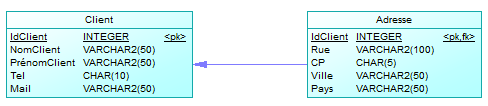 Client
IdClient INTEGER <pk>
NomClient VARCHAR2(50)
PrénomClient VARCHAR2(50)
Tel CHAR(10)
Mail VARCHAR2(50)
Adresse
IdClient INTEGER <pk,fk>
Rue VARCHAR2(100)
CP CHAR(5)
Ville VARCHAR2(50)
Pays VARCHAR2(50)